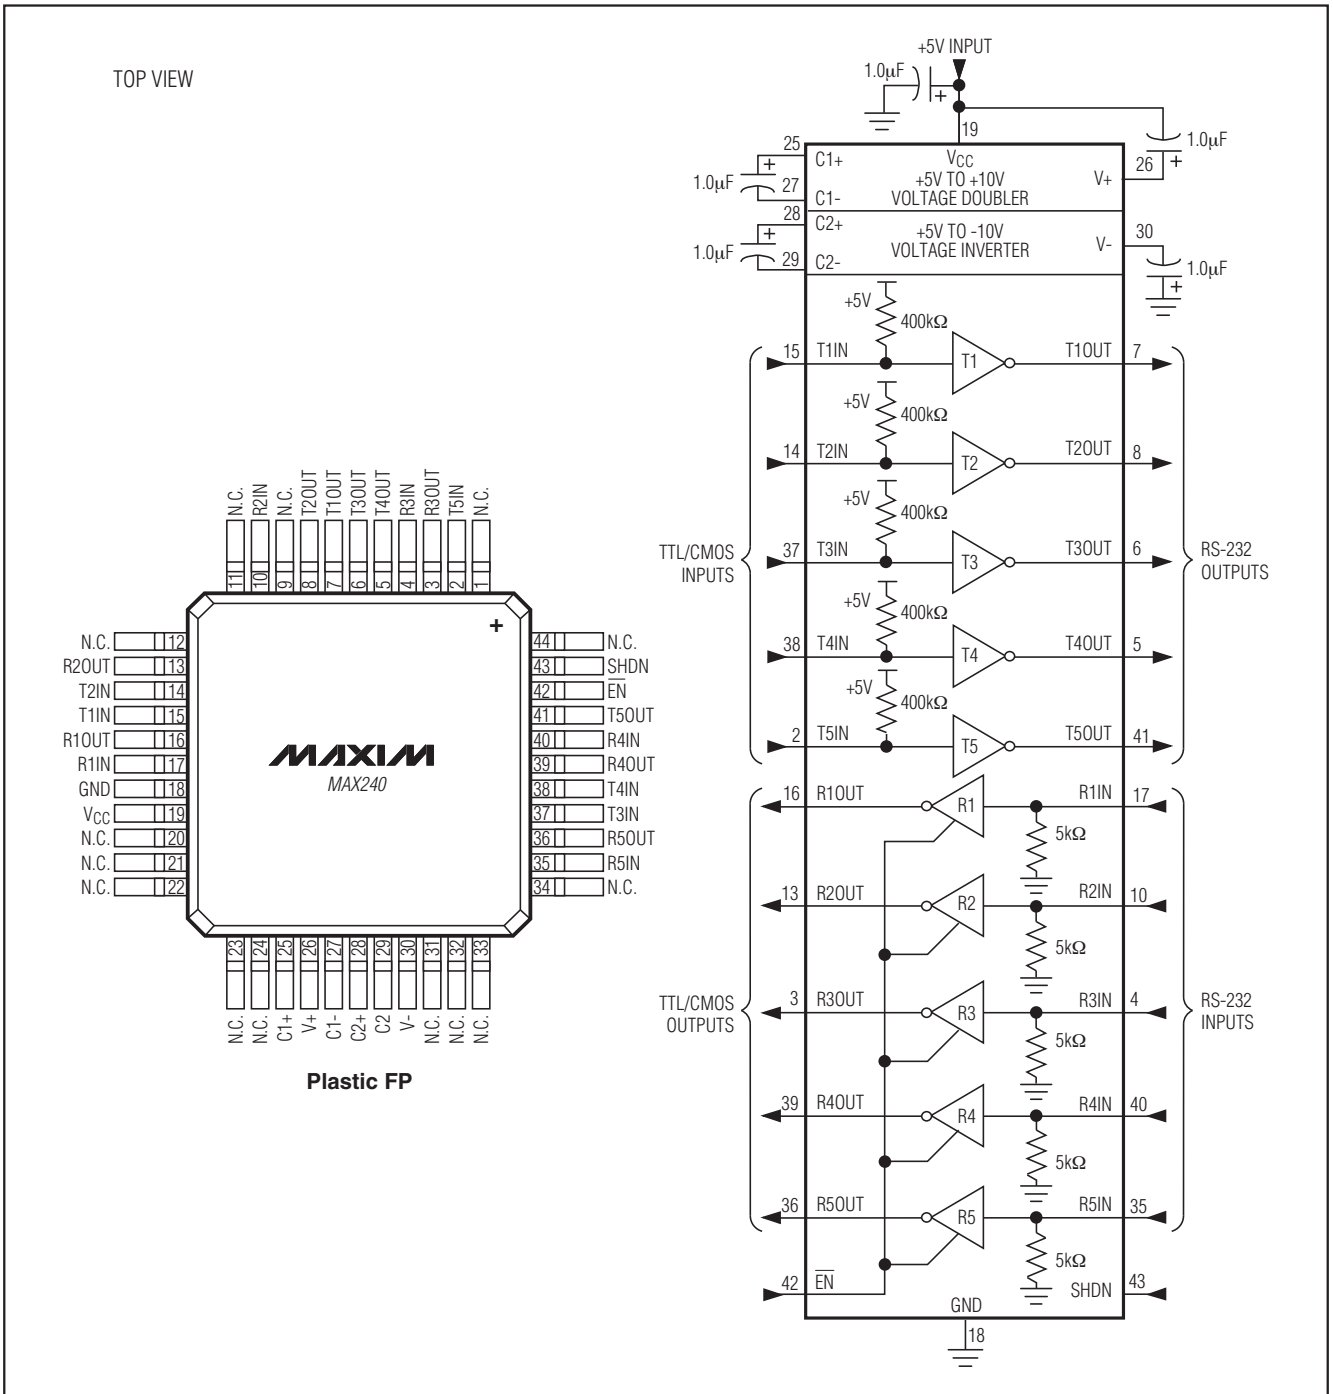 TOP VIEW
N.C.
R2IN
N.C.
T2OUT
T1OUT
T3OUT
T4OUT
R3IN
R3OUT
T5IN
N.C.
11
10
9
8
7
6
5
4
3
2
1
+
N.C. 12
R2OUT 13
T2IN 14
T1IN 15
R1OUT 16
R1IN 17
GND 18
VCC 19
N.C. 20
N.C. 21
N.C. 22
MAXIM
MAX240
44 N.C.
43 SHDN
42 EN
41 T5OUT
40 R4IN
39 R4OUT
38 T4IN
37 T3IN
36 R5OUT
35 R5IN
34 N.C.
23
24
25
26
27
28
29
30
31
32
33
N.C.
N.C.
C1+
V+
C1-
C2+
C2
V-
N.C.
N.C.
N.C.
Plastic FP
+5V INPUT
1.0µF
+
19
1.0µF
+
26
25
C1+
VCC
+5V TO +10V
VOLTAGE DOUBLER
V+
1.0µF
+
27
C1-
28
C2+
+5V TO -10V
VOLTAGE INVERTER
V-
30
1.0µF
+
29
C2-
1.0µF
+
+5V
400kΩ
15 T1IN T1 T1OUT 7
+5V
400kΩ
14 T2IN T2 T2OUT 8
+5V
400kΩ
37 T3IN T3 T3OUT 6
TTL/CMOS
INPUTS
RS-232
OUTPUTS
+5V
400kΩ
38 T4IN T4 T4OUT 5
+5V
400kΩ
2 T5IN T5 T5OUT 41
16 R1OUT R1 R1IN 17
5kΩ
13 R2OUT R2 R2IN 10
5kΩ
3 R3OUT R3 R3IN 4
5kΩ
TTL/CMOS
OUTPUTS
RS-232
INPUTS
39 R4OUT R4 R4IN 40
5kΩ
36 R5OUT R5 R5IN 35
5kΩ
42 EN
SHDN 43
GND
18